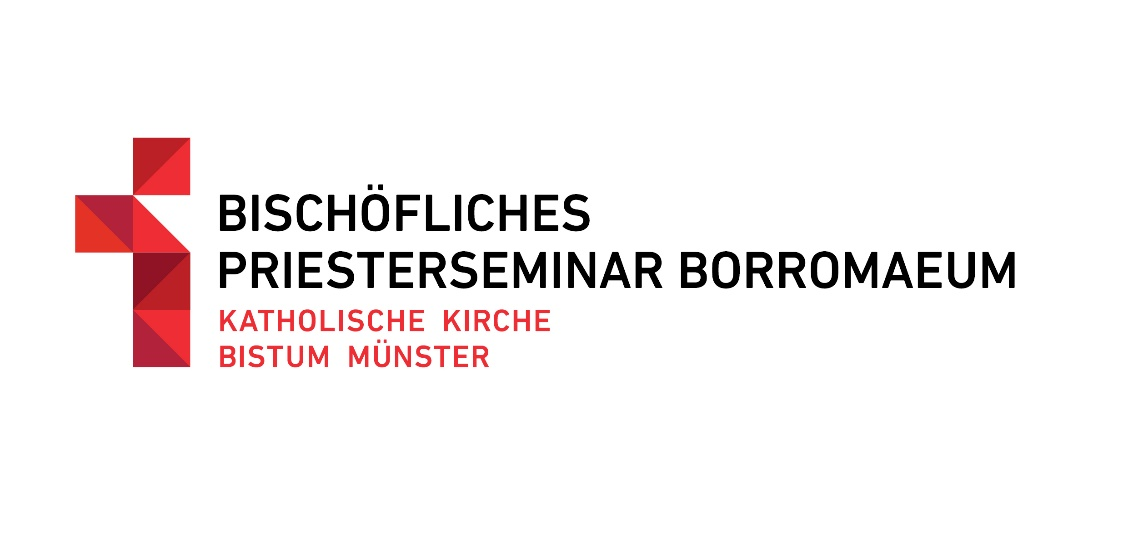 BISCHÖFLICHES
PRIESTERSEMINAR BORROMAEUM
KATHOLISCHE KIRCHE
BISTUM MÜNSTER